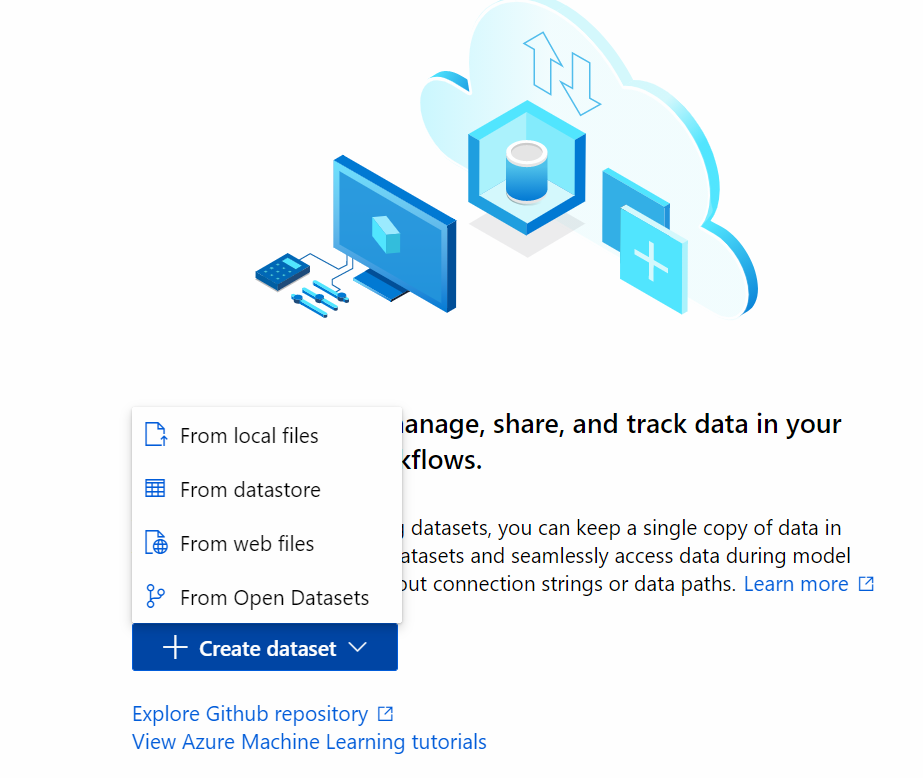 From local files
From datastore
From web files
From Open Datasets
manage, share, and track data in your
kflows.
datasets, you can keep a single copy of data in
atasets and seamlessly access data during model
out connection strings or data paths. Learn more
Create dataset
Explore Github repository
View Azure Machine Learning tutorials